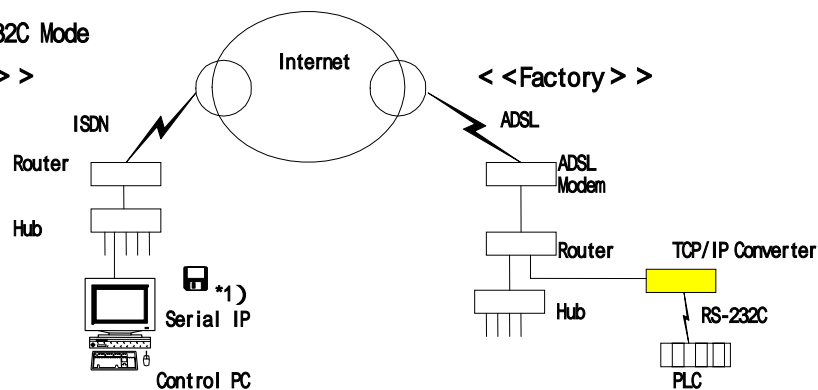 32C Mode
> >
Internet
< <Factory> >
ISDN
ADSL
Router
ADSL
Modem
Hub
Router
TCP/IP Converter
*1)
Serial IP
Hub
RS-232C
Control PC
PLC